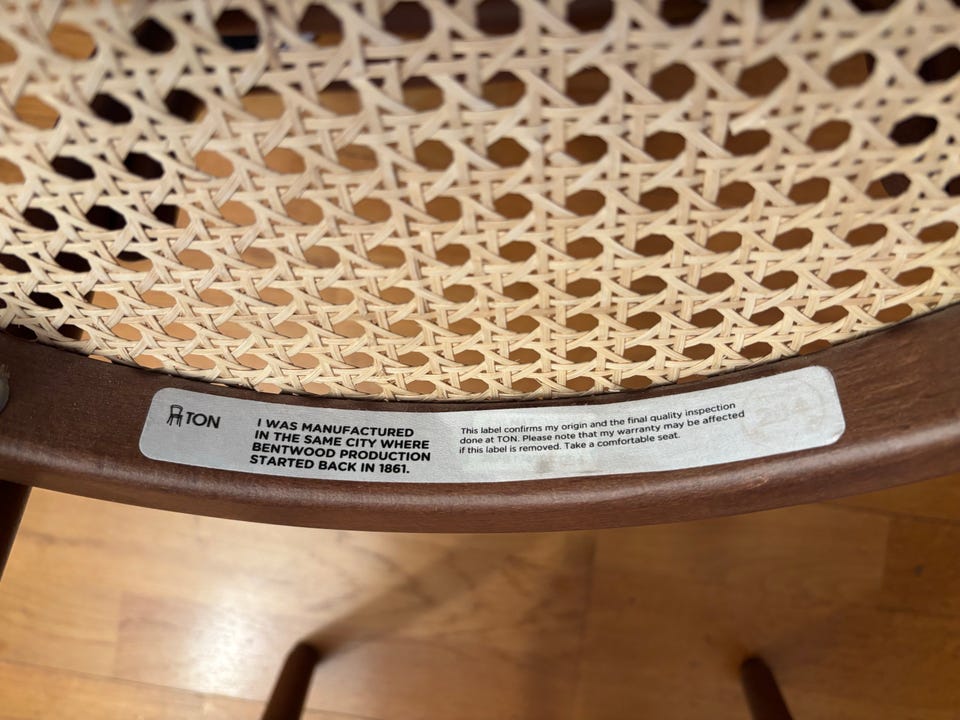 TON
I WAS MANUFACTURED
IN THE SAME CITY WHERE
BENTWOOD PRODUCTION
STARTED BACK IN 1861.
This label confirms my origin and the final quality inspection
done at TON. Please note that my warranty may be affected
if this label is removed. Take a comfortable seat.